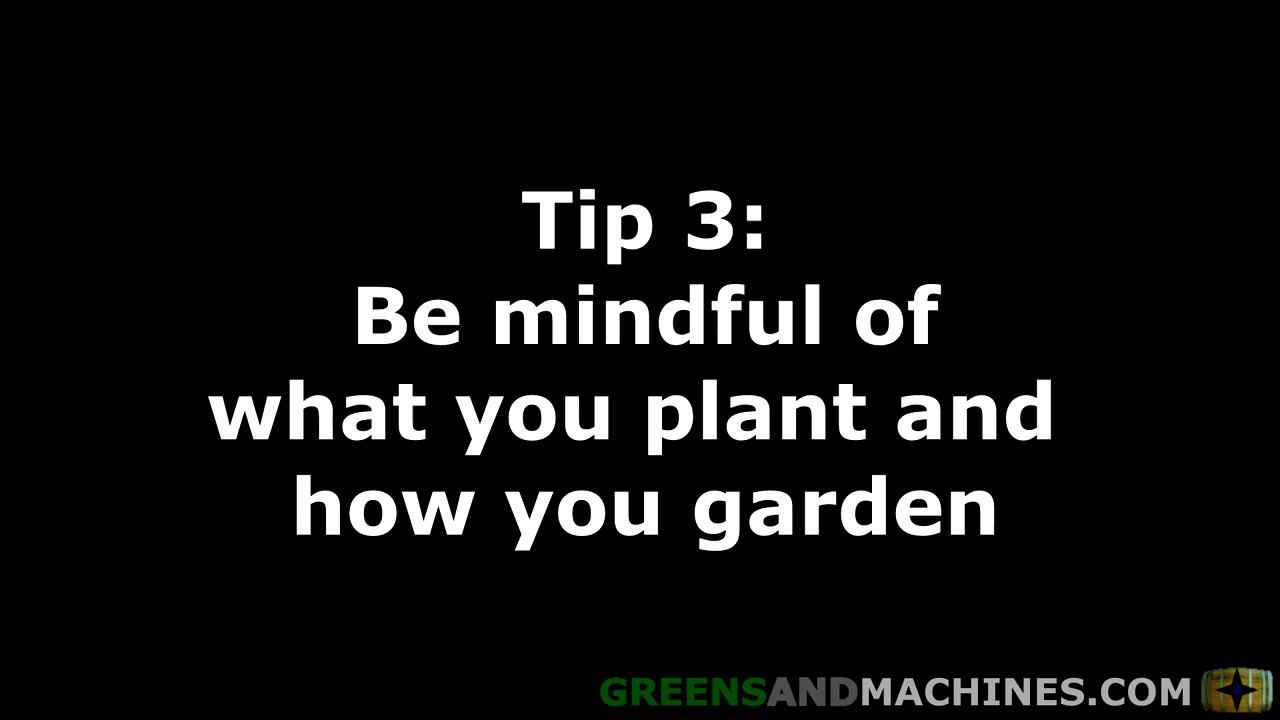 Tip 3:
Be mindful of
what you plant and
how you garden
GREENSANDMACHINES.COM